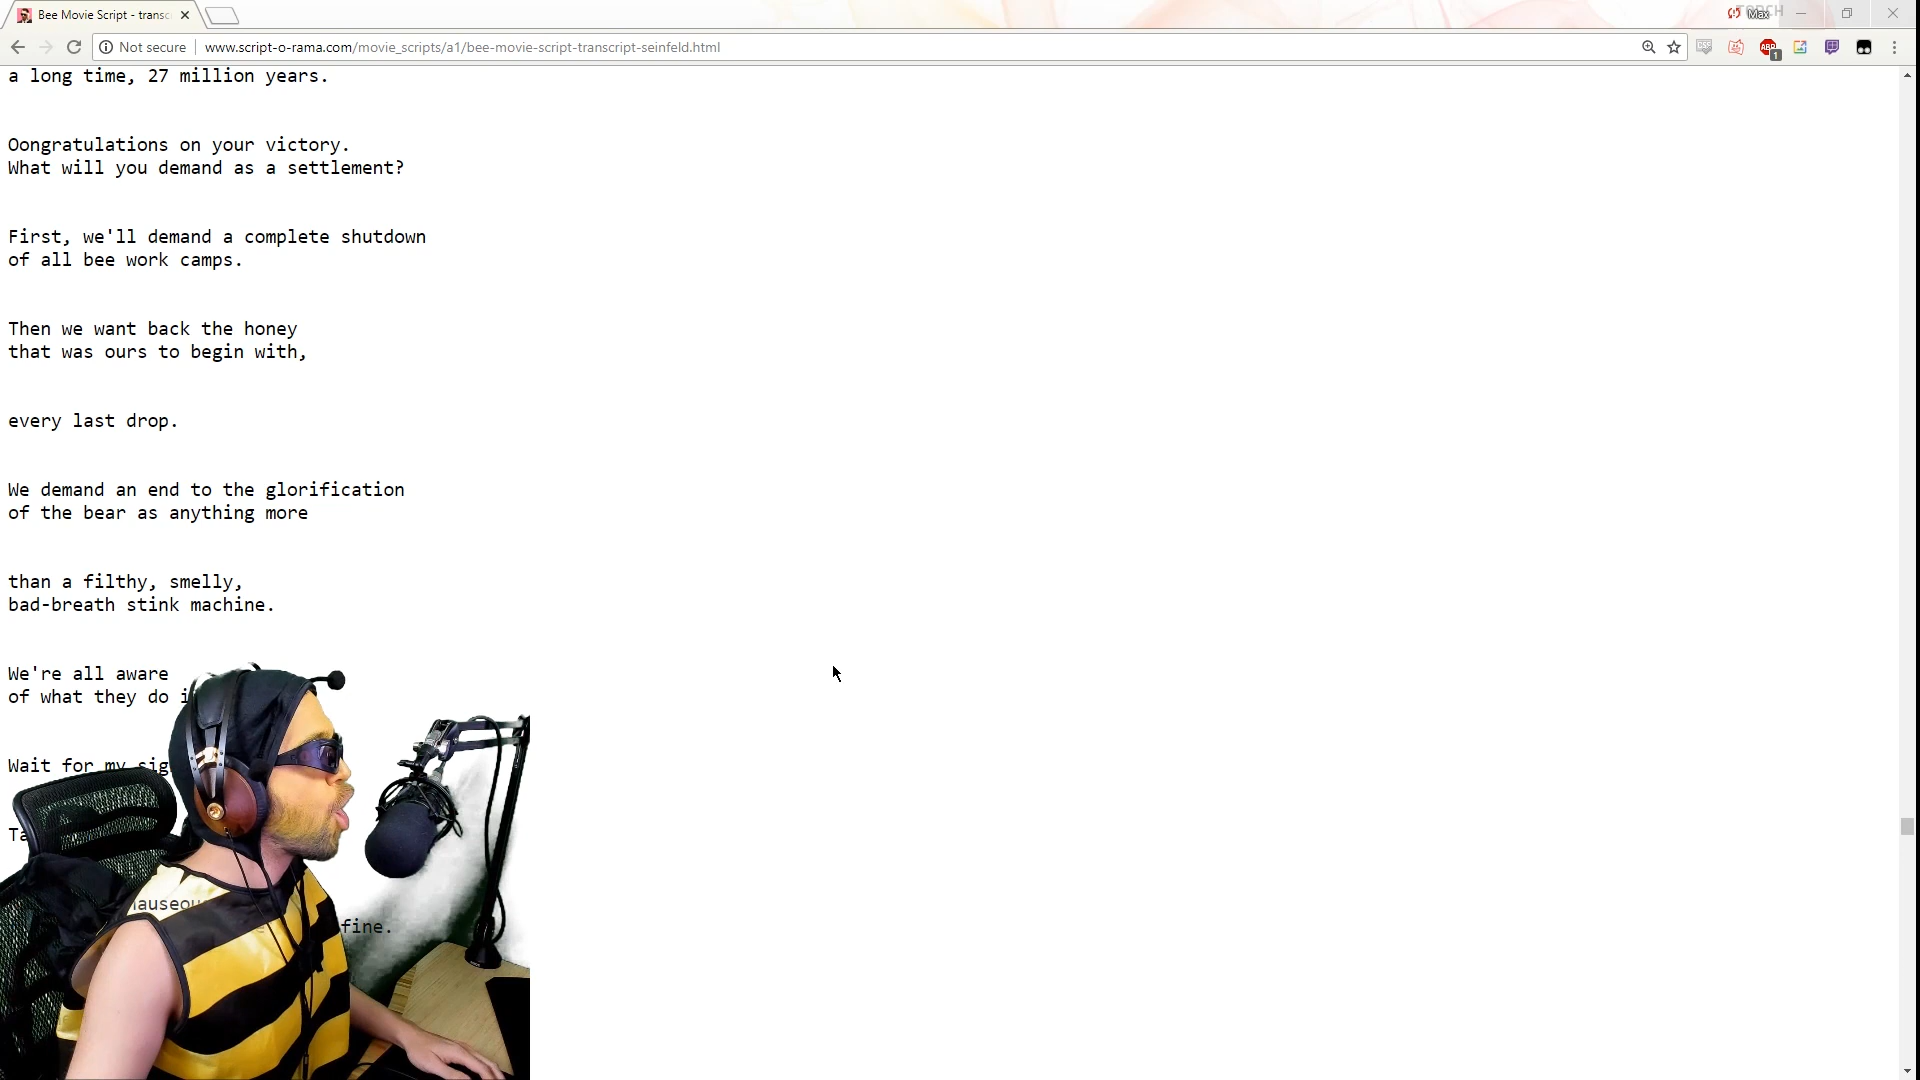 Bee Movie Script - transc
Max
Not secure
www.script-o-rama.com/movie_scripts/a1/bee-movie-script-transcript-seinfeld.html
ABP
1
a long time, 27 million years.
Oongratulations on your victory.
What will you demand as a settlement?
First, we'll demand a complete shutdown
of all bee work camps.
Then we want back the honey
that was ours to begin with,
every last drop.
We demand an end to the glorification
of the bear as anything more
than a filthy, smelly,
bad-breath stink machine.
We're all aware
of what they do
Wait for my
fine.